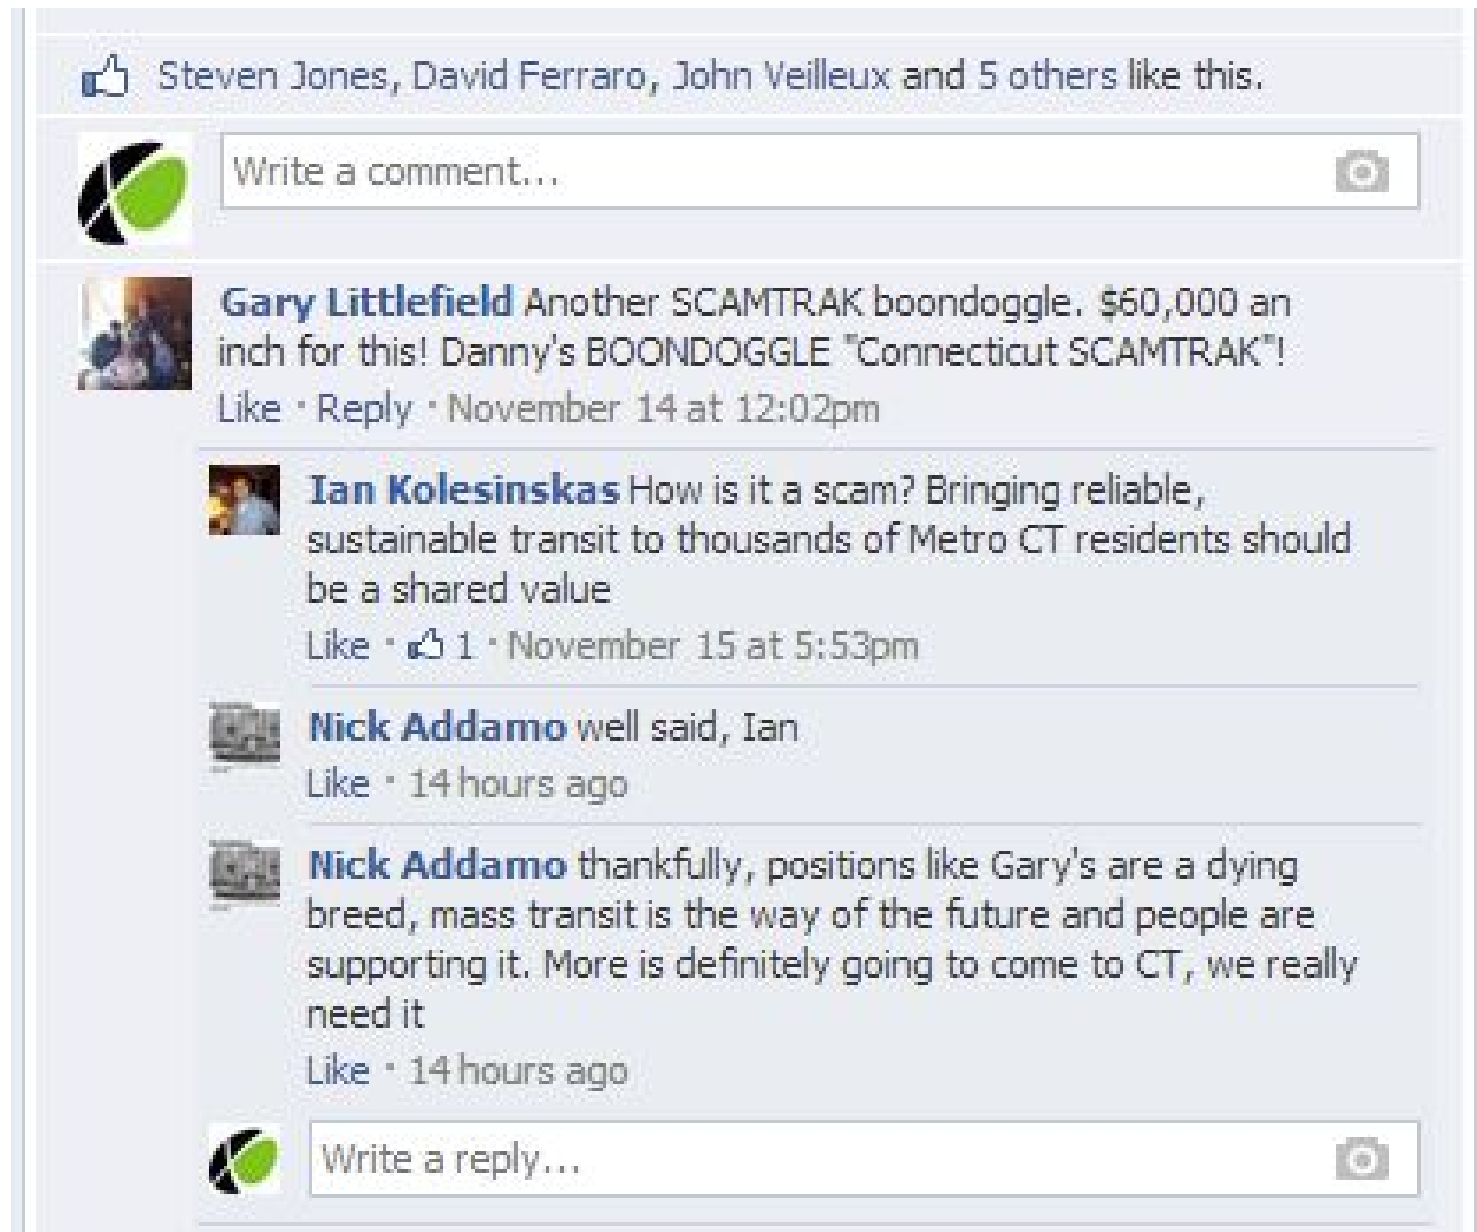 Steven Jones, David Ferraro, John Veilleux and 5 others like this.
Write a comment...
Gary Littlefield Another SCAMTRAK boondoggle. $60,000 an
inch for this! Danny's BOONDOGGLE "Connecticut SCAMTRAK"!
Like · Reply · November 14 at 12:02pm
Ian Kolesinskas How is it a scam? Bringing reliable,
sustainable transit to thousands of Metro CT residents should
be a shared value
Like · 1 · November 15 at 5:53pm
Nick Addamo well said, Ian
Like · 14 hours ago
Nick Addamo thankfully, positions like Gary's are a dying
breed, mass transit is the way of the future and people are
supporting it. More is definitely going to come to CT, we really
need it
Like · 14 hours ago
Write a reply...